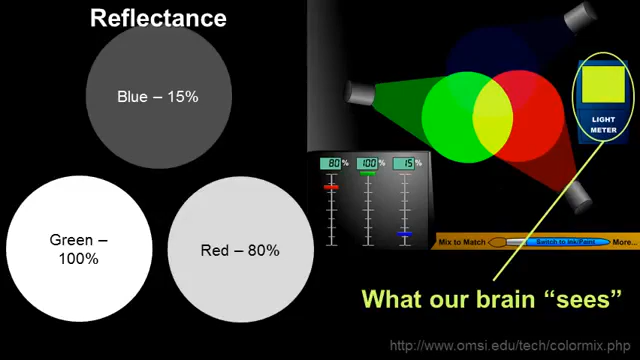 Reflectance
Blue – 15%
Green –
100%
Red – 80%
80 %
100 %
15 %
LIGHT
METER
Mix to Match
Switch to Ink/Paint
More...
What our brain “sees”
http://www.omsi.edu/tech/colormix.php